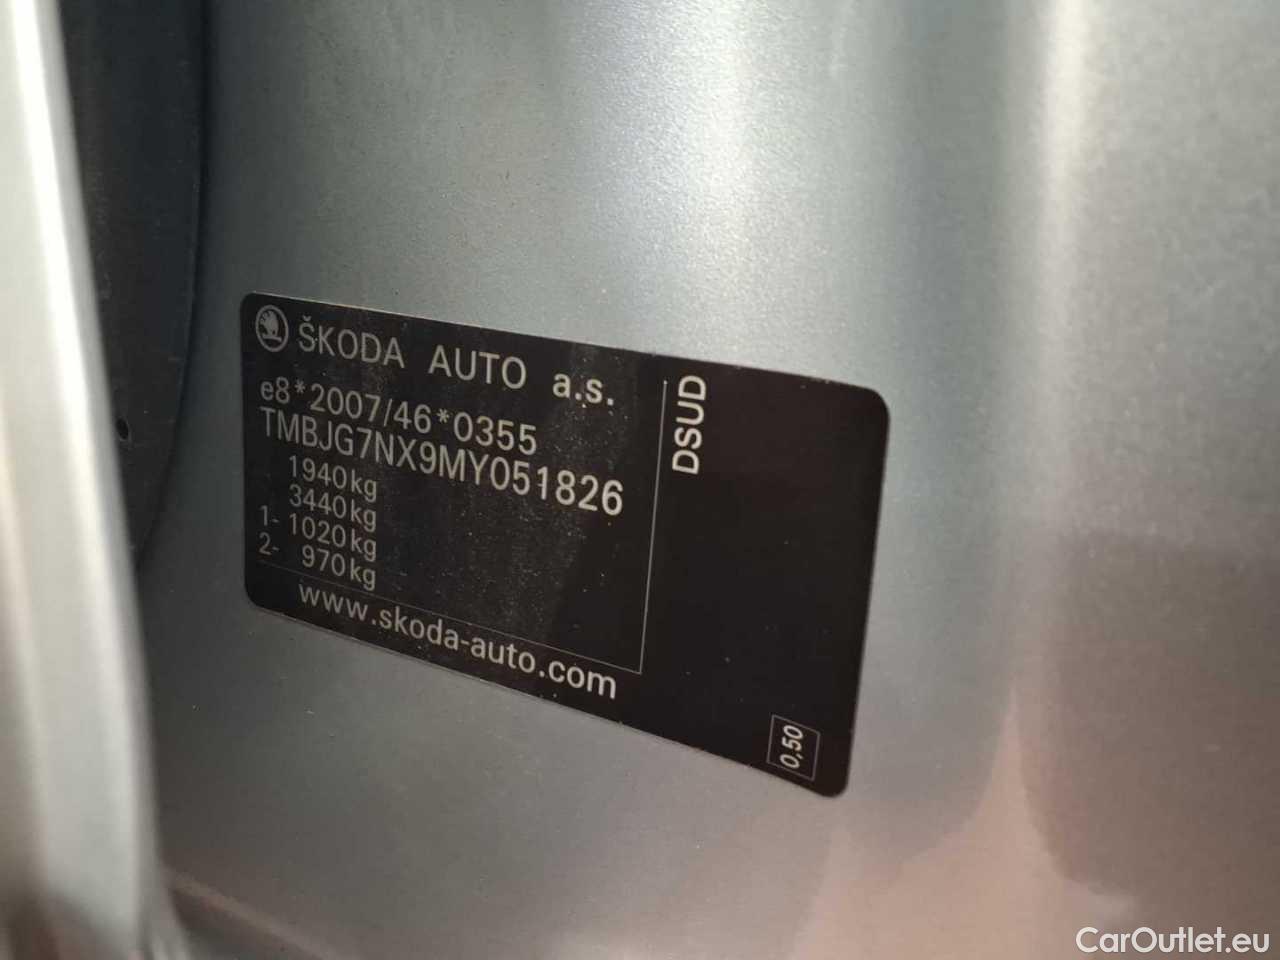 ŠKODA AUTO a.s.
e8*2007/46*0355
TMBJG7NX9MY051826
1940kg
3440kg
1- 1020kg
2- 970kg
www.skoda-auto.com
DSUD
0,50
CarOutlet.eu